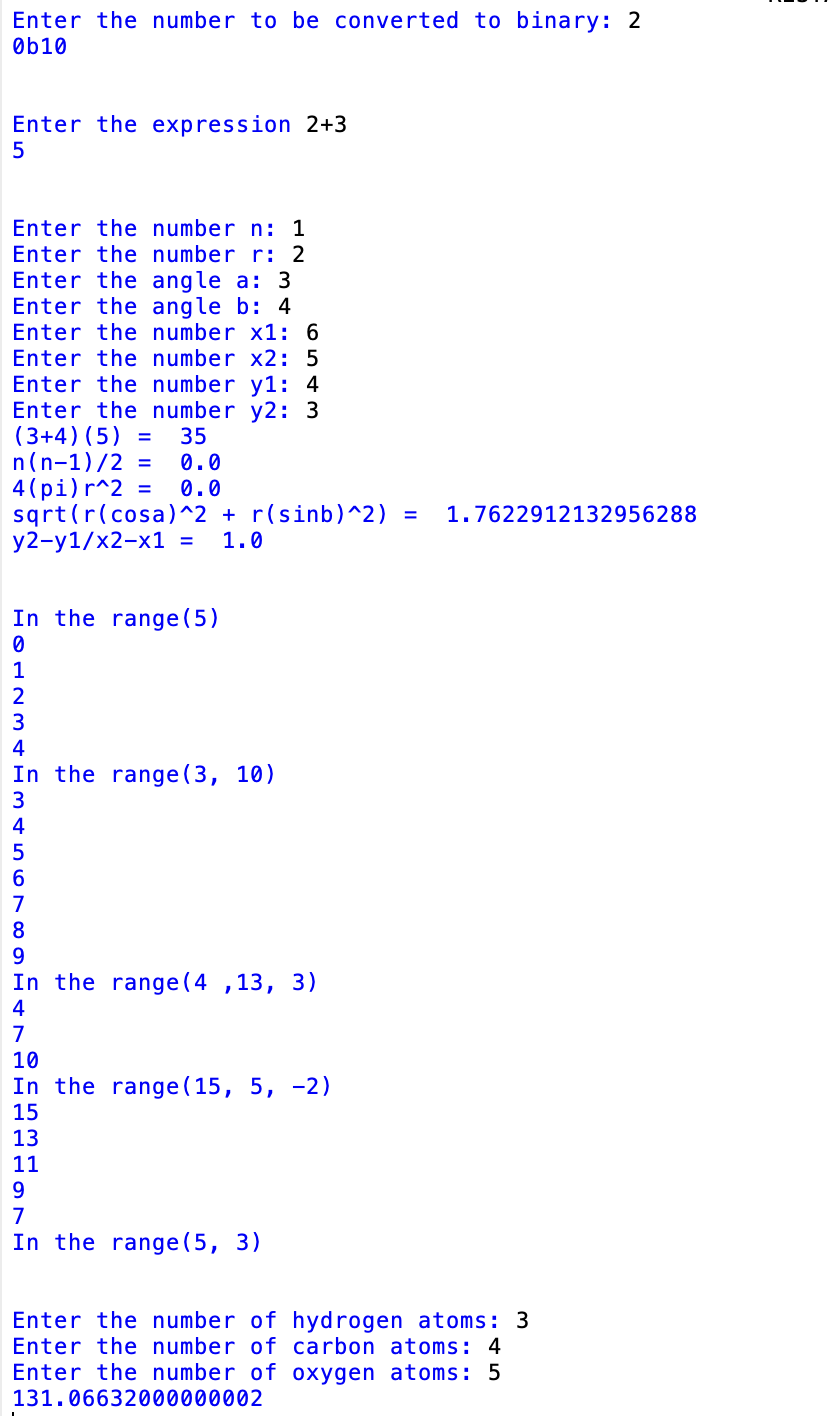 Enter the number to be converted to binary: 2
0b10
Enter the expression 2+3
5
Enter the number n: 1
Enter the number r: 2
Enter the angle a: 3
Enter the angle b: 4
Enter the number x1: 6
Enter the number x2: 5
Enter the number y1: 4
Enter the number y2: 3
(3+4)(5) =  35
n(n-1)/2 =  0.0
4(pi)r^2 =  0.0
sqrt(r(cosa)^2 + r(sinb)^2) =  1.7622912132956288
y2-y1/x2-x1 =  1.0
In the range(5)
0
1
2
3
4
In the range(3, 10)
3
4
5
6
7
8
9
In the range(4 ,13, 3)
4
7
10
In the range(15, 5, -2)
15
13
11
9
7
In the range(5, 3)
Enter the number of hydrogen atoms: 3
Enter the number of carbon atoms: 4
Enter the number of oxygen atoms: 5
131.06632000000002